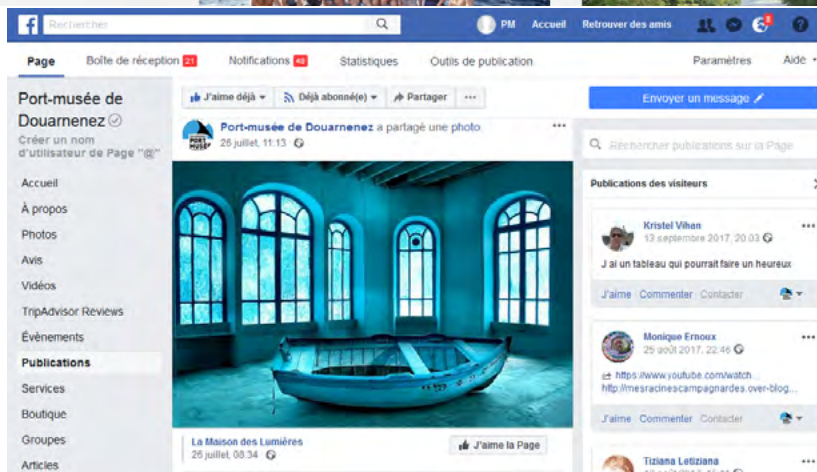 Rechercher
PM Accueil Retrouver des amis
Page Boîte de réception 21 Notifications Statistiques Outils de publication Paramètres Aide
Port-musée de
Douarnenez
Créer un nom
d'utilisateur de Page "@"
Accueil
À propos
Photos
Avis
Vidéos
TripAdvisor Reviews
Évènements
Publications
Services
Boutique
Groupes
Articles
J'aime déjà Déjà abonné(e) Partager ...
PORT MUSÉE
Port-musée de Douarnenez a partagé une photo.
26 juillet, 11:13
La Maison des Lumières
26 juillet, 08:34
J'aime la Page
Envoyer un message
Rechercher publications sur la Page
Publications des visiteurs
Kristel Vihan
13 septembre 2017, 20:03
J ai un tableau qui pourrait faire un heureux
J'aime Commenter Contacter
Monique Ernoux
25 août 2017, 22:46
https://www.youtube.com/watch...
http://mesracinescampagnardes.over-blog...
J'aime Commenter Contacter
Tiziana Letiziana